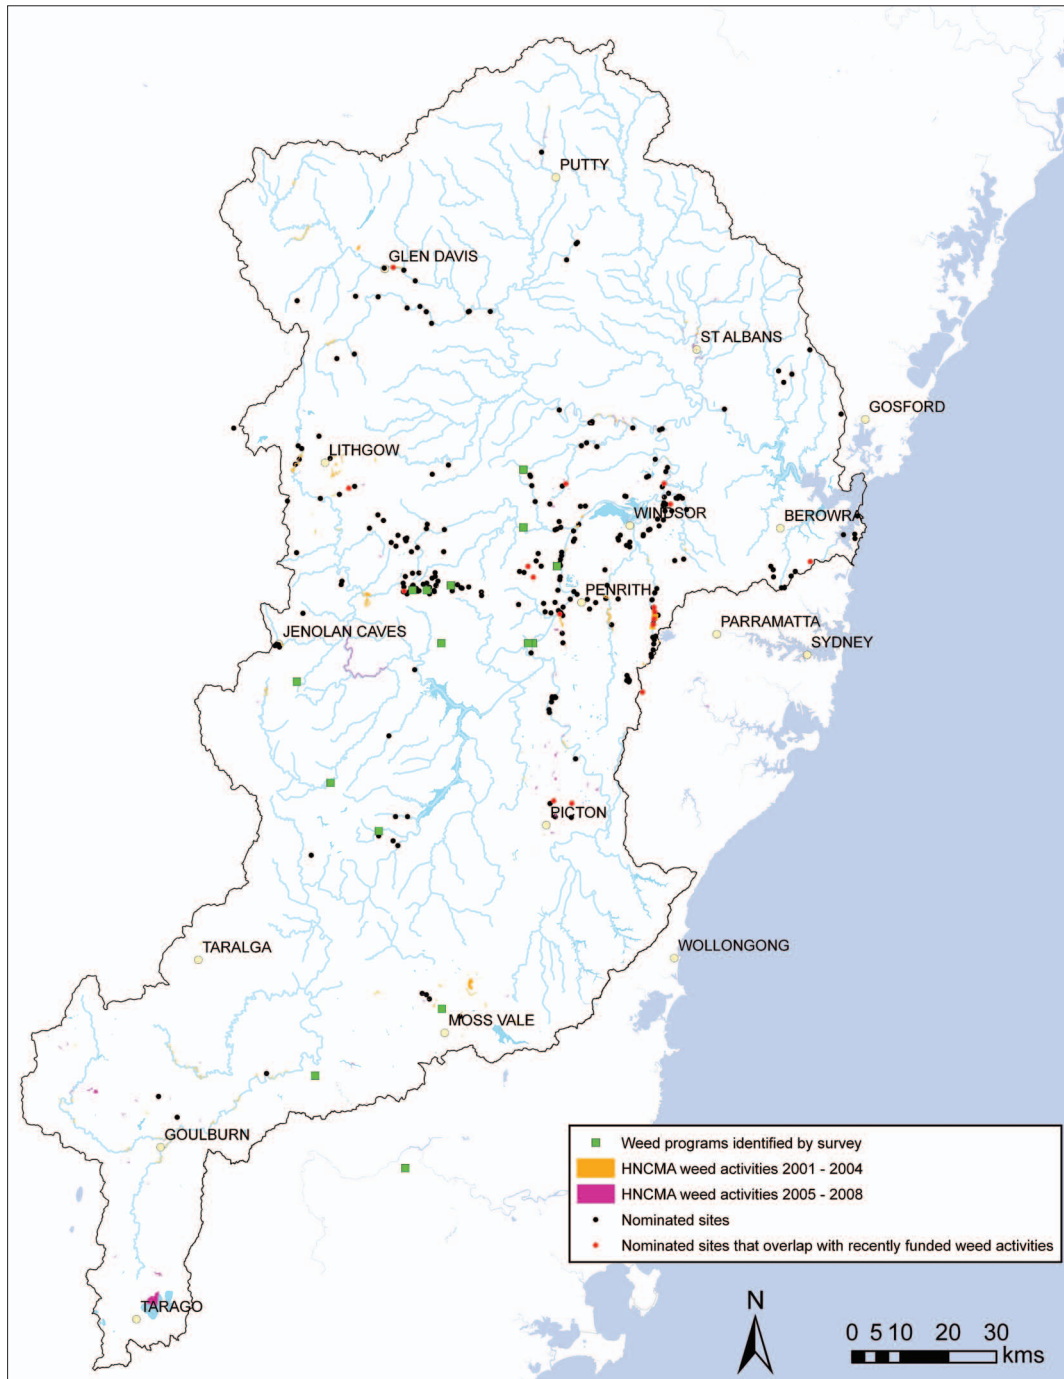 PUTTY
GLEN DAVIS
ST ALBANS
GOSFORD
LITHGOW
WINDSOR
BEROWRA
PENRITH
PARRAMATTA
JENOLAN CAVES
SYDNEY
PICTON
TARALGA
WOLLONGONG
MOSS VALE
GOULBURN
TARAGO
Weed programs identified by survey
HNCMA weed activities 2001 - 2004
HNCMA weed activities 2005 - 2008
Nominated sites
Nominated sites that overlap with recently funded weed activities
N
0 5 10 20 30
kms